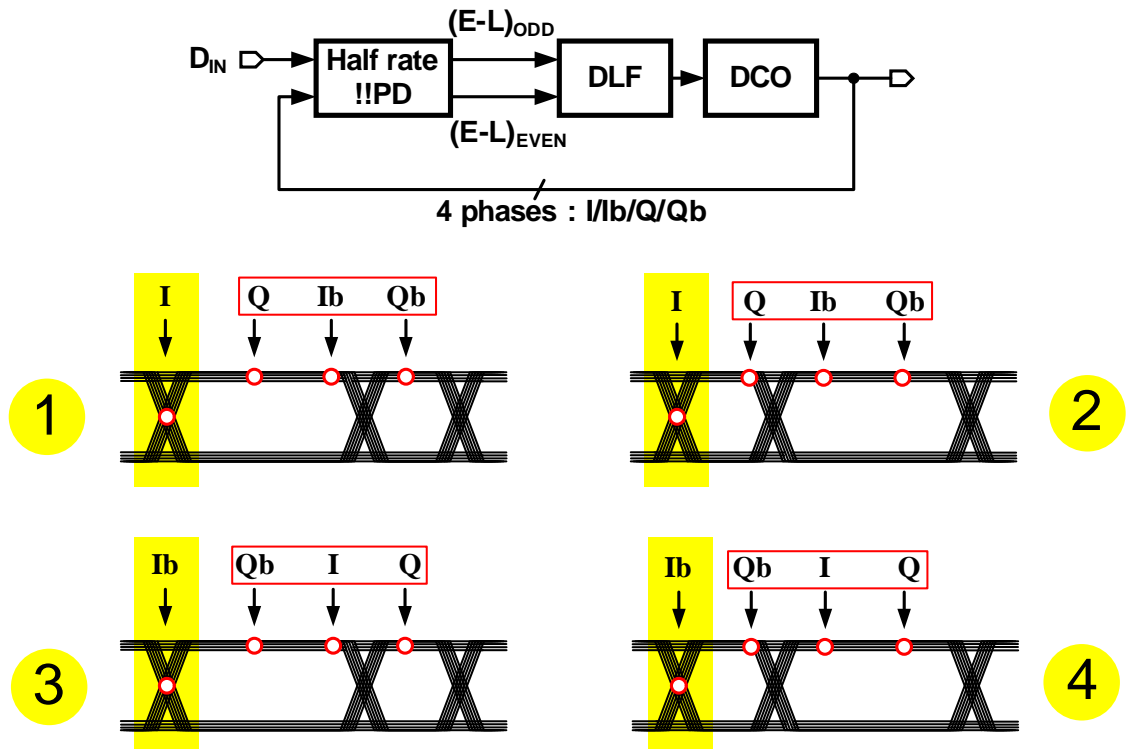 (E-L)ODD
DIN
Half rate
!!PD
DLF
DCO
(E-L)EVEN
4 phases : I/Ib/Q/Qb
I Q Ib Qb
1
I Q Ib Qb
2
Ib Qb I Q
3
Ib Qb I Q
4